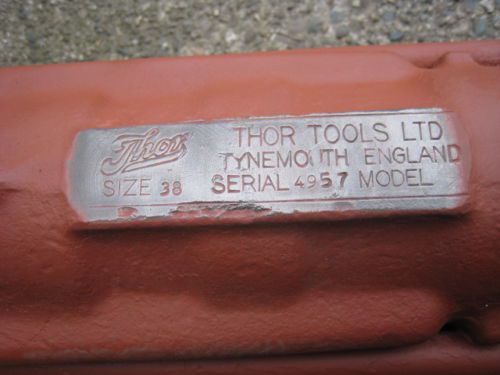 Thor THOR TOOLS LTD
TYNEMOUTH ENGLAND
SIZE 38 SERIAL 4957 MODEL